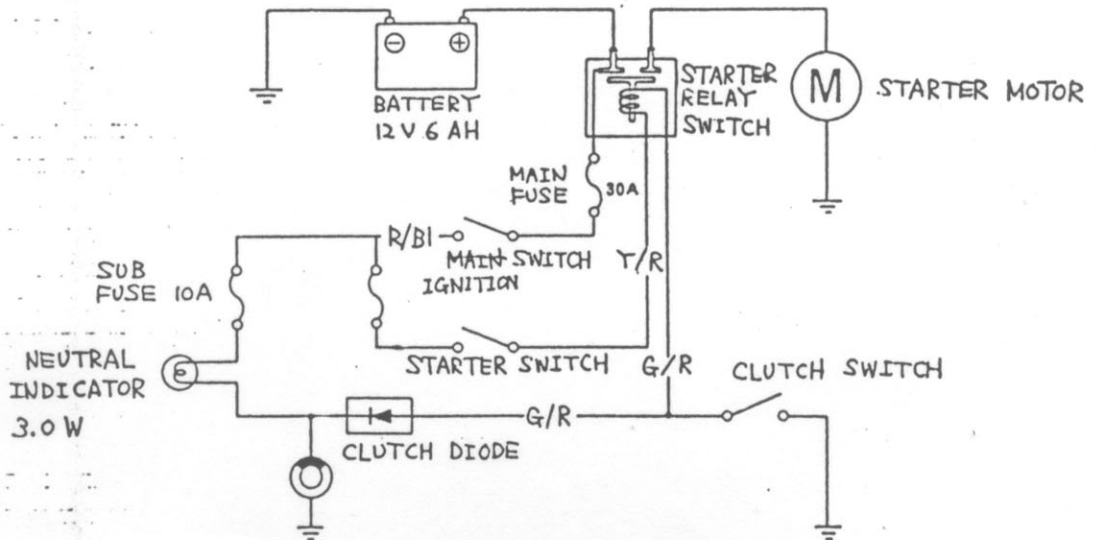 ⊖ ⊕
BATTERY
12V 6 AH
STARTER
RELAY
SWITCH
M
STARTER MOTOR
MAIN
FUSE
30A
R/Bl
MAIN SWITCH
IGNITION
Y/R
SUB
FUSE 10A
STARTER SWITCH
G/R
CLUTCH SWITCH
NEUTRAL
INDICATOR
3.0 W
G/R
CLUTCH DIODE